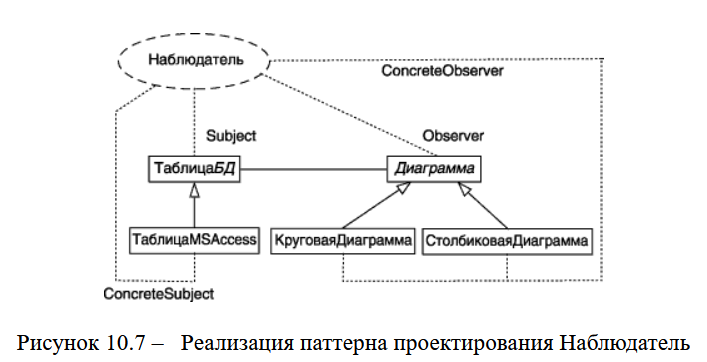 Наблюдатель
ConcreteObserver
Subject
Observer
ТаблицаБД
Диаграмма
ТаблицаMSAccess
КруговаяДиаграмма
СтолбиковаяДиаграмма
ConcreteSubject
Рисунок 10.7 – Реализация паттерна проектирования Наблюдатель